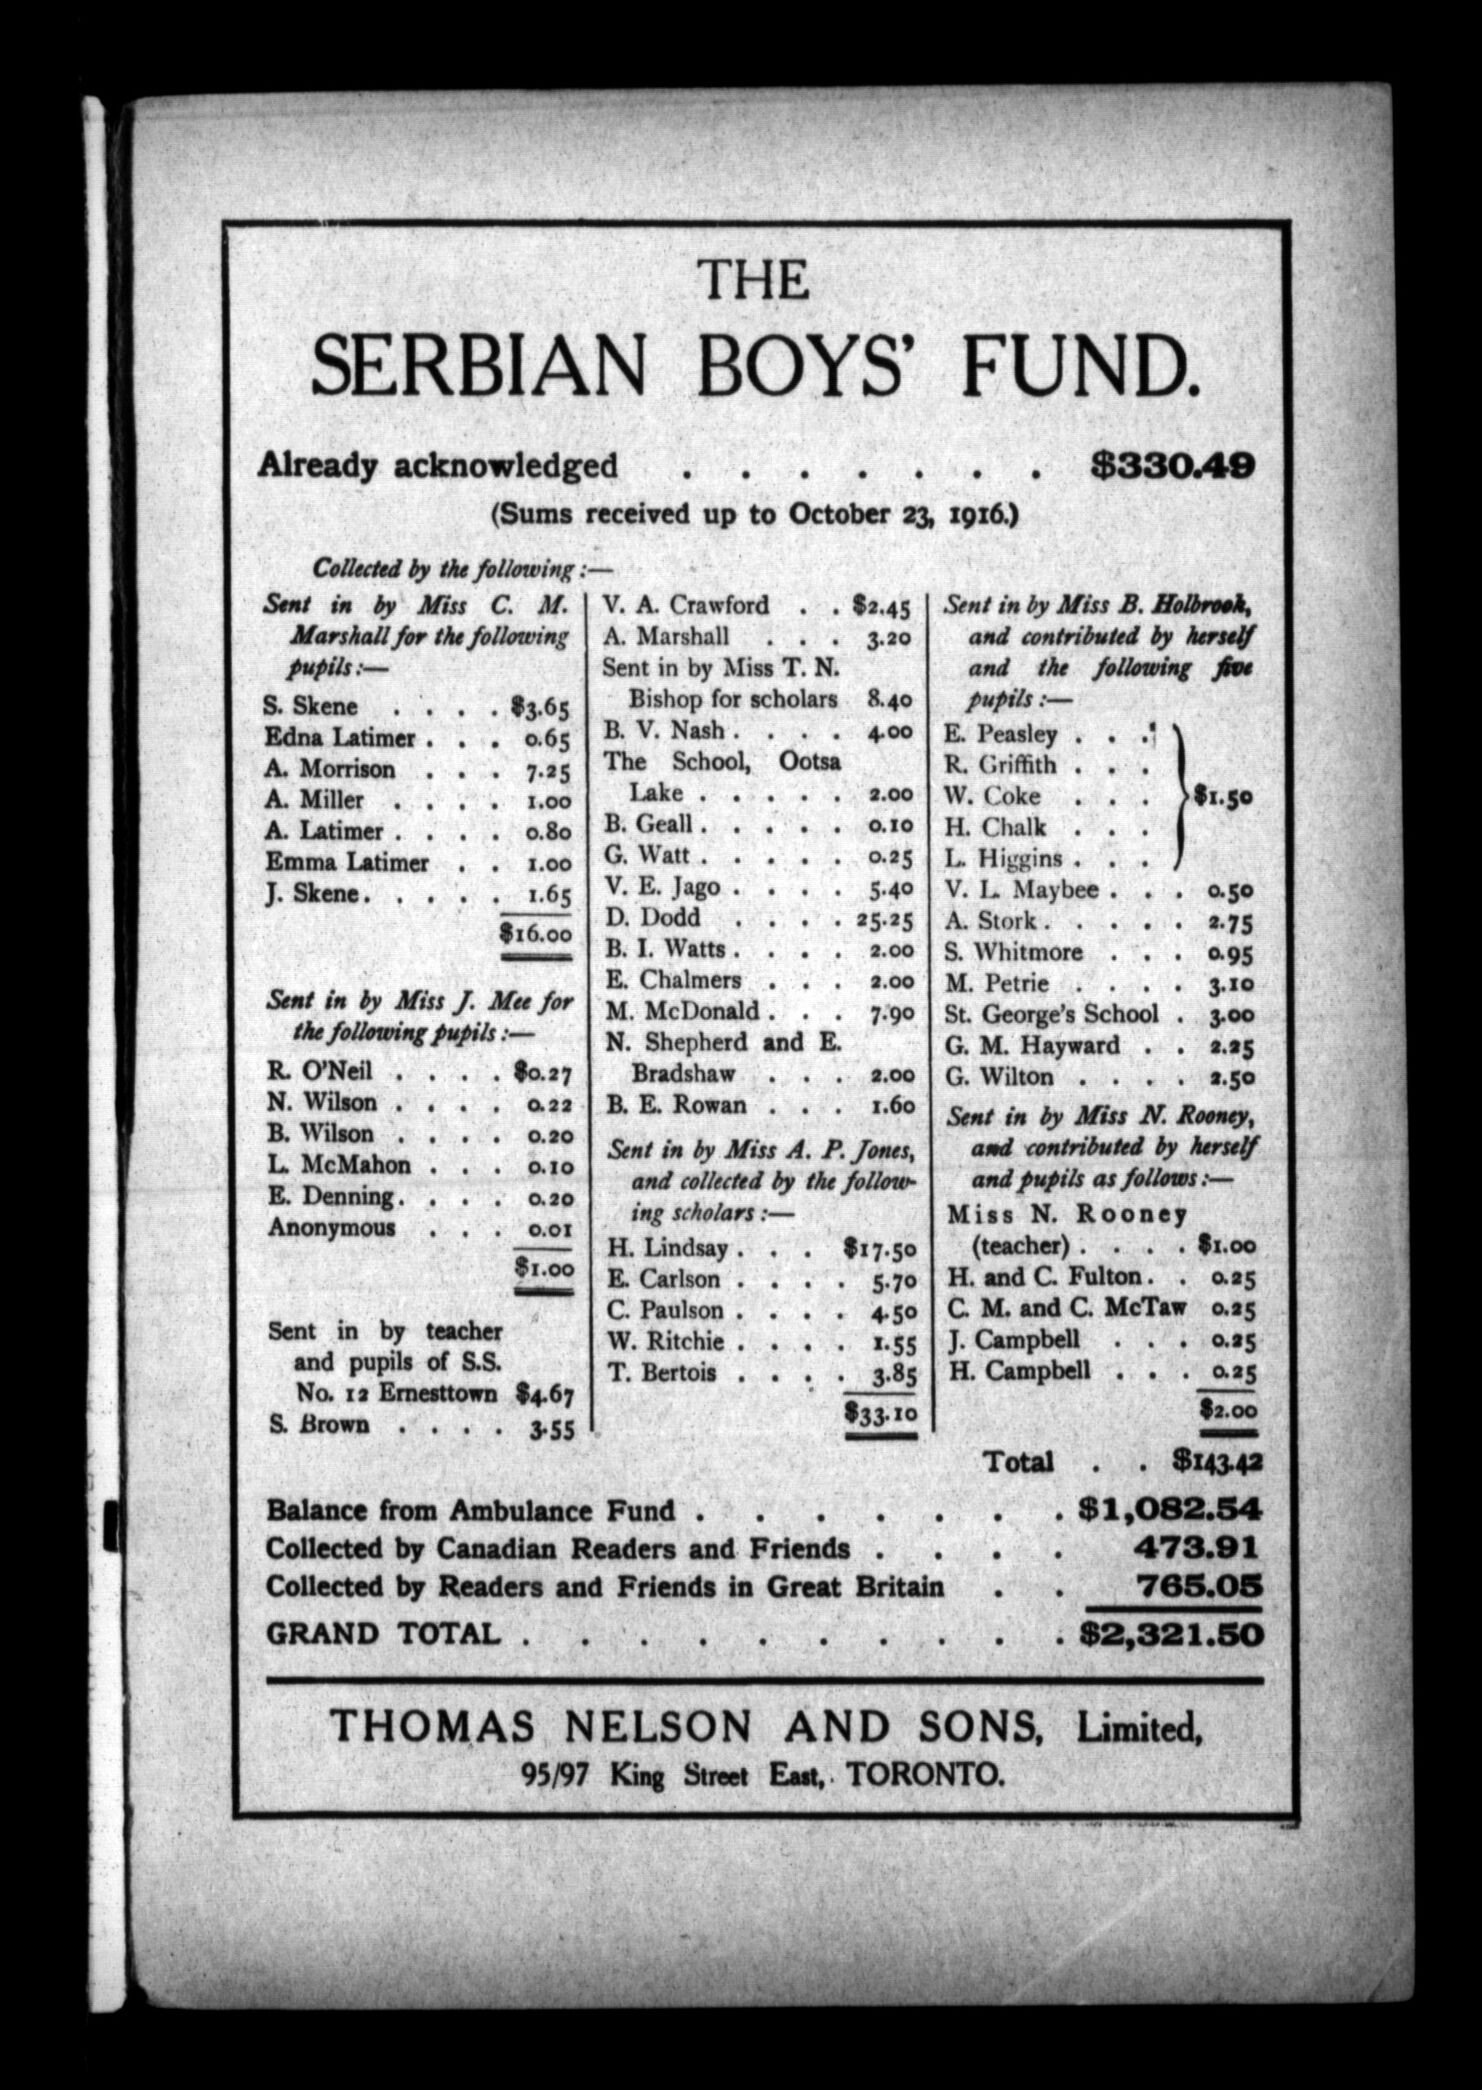 THE
SERBIAN BOYS' FUND.
Already acknowledged . . . . . . . $330.49
(Sums received up to October 23, 1916.)
Collected by the following :—
Sent in by Miss C. M.
Marshall for the following
pupils :—
S. Skene . . . . $3.65
Edna Latimer . . . 0.65
A. Morrison . . . 7.25
A. Miller . . . . 1.00
A. Latimer . . . . 0.80
Emma Latimer . . 1.00
J. Skene . . . . . 1.65
$16.00
Sent in by Miss J. Mee for
the following pupils :—
R. O'Neil . . . . $0.27
N. Wilson . . . . 0.22
B. Wilson . . . . 0.20
L. McMahon . . . 0.10
E. Denning . . . . 0.20
Anonymous . . . 0.01
$1.00
Sent in by teacher
and pupils of S.S.
No. 12 Ernesttown $4.67
S. Brown . . . . 3.55
V. A. Crawford . . $2.45
A. Marshall . . . 3.20
Sent in by Miss T. N.
Bishop for scholars 8.40
B. V. Nash . . . . 4.00
The School, Ootsa
Lake . . . . . 2.00
B. Geall . . . . . 0.10
G. Watt . . . . . 0.25
V. E. Jago . . . . 5.40
D. Dodd . . . . 25.25
B. I. Watts . . . . 2.00
E. Chalmers . . . 2.00
M. McDonald . . . 7.90
N. Shepherd and E.
Bradshaw . . . 2.00
B. E. Rowan . . . 1.60
Sent in by Miss A. P. Jones,
and collected by the follow-
ing scholars :—
H. Lindsay . . . $17.50
E. Carlson . . . . 5.70
C. Paulson . . . . 4.50
W. Ritchie . . . . 1.55
T. Bertois . . . . 3.85
$33.10
Sent in by Miss B. Holbrook,
and contributed by herself
and the following five
pupils :—
E. Peasley . . .
R. Griffith . . .
W. Coke . . . $1.50
H. Chalk . . .
L. Higgins . . .
V. L. Maybee . . . 0.50
A. Stork . . . . . 2.75
S. Whitmore . . . 0.95
M. Petrie . . . . 3.10
St. George's School . 3.00
G. M. Hayward . . 2.25
G. Wilton . . . . 2.50
Sent in by Miss N. Rooney,
and contributed by herself
and pupils as follows :—
Miss N. Rooney
(teacher) . . . . $1.00
H. and C. Fulton . . 0.25
C. M. and C. McTaw 0.25
J. Campbell . . . 0.25
H. Campbell . . . 0.25
$2.00
Total . . $143.42
Balance from Ambulance Fund . . . . . . . $1,082.54
Collected by Canadian Readers and Friends . . . . 473.91
Collected by Readers and Friends in Great Britain . . 765.05
GRAND TOTAL . . . . . . . . . . $2,321.50
THOMAS NELSON AND SONS, Limited,
95/97 King Street East, TORONTO.